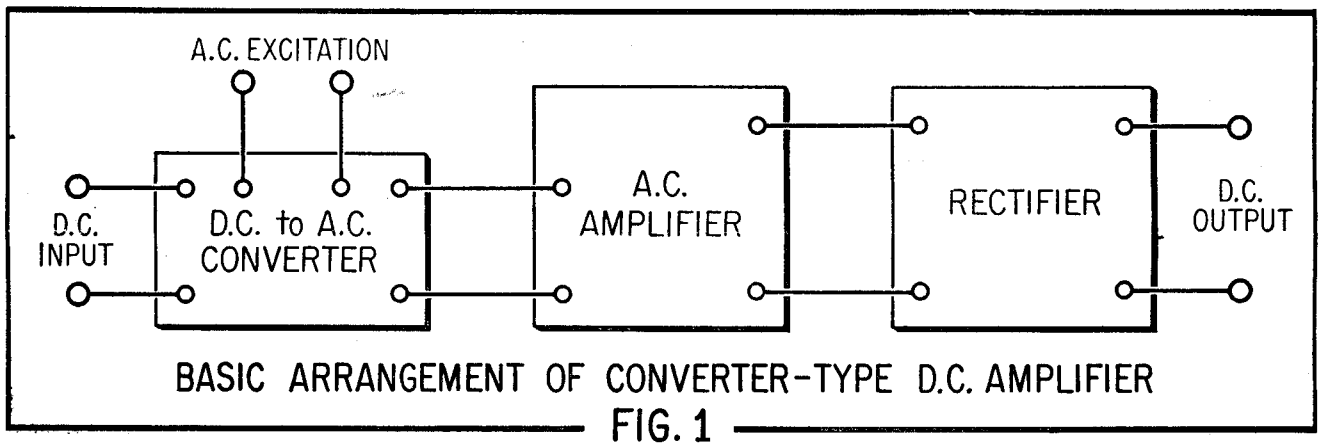 A.C. EXCITATION
D.C.
INPUT
D.C. to A.C.
CONVERTER
A.C.
AMPLIFIER
RECTIFIER
D.C.
OUTPUT
BASIC ARRANGEMENT OF CONVERTER-TYPE D.C. AMPLIFIER
FIG. 1